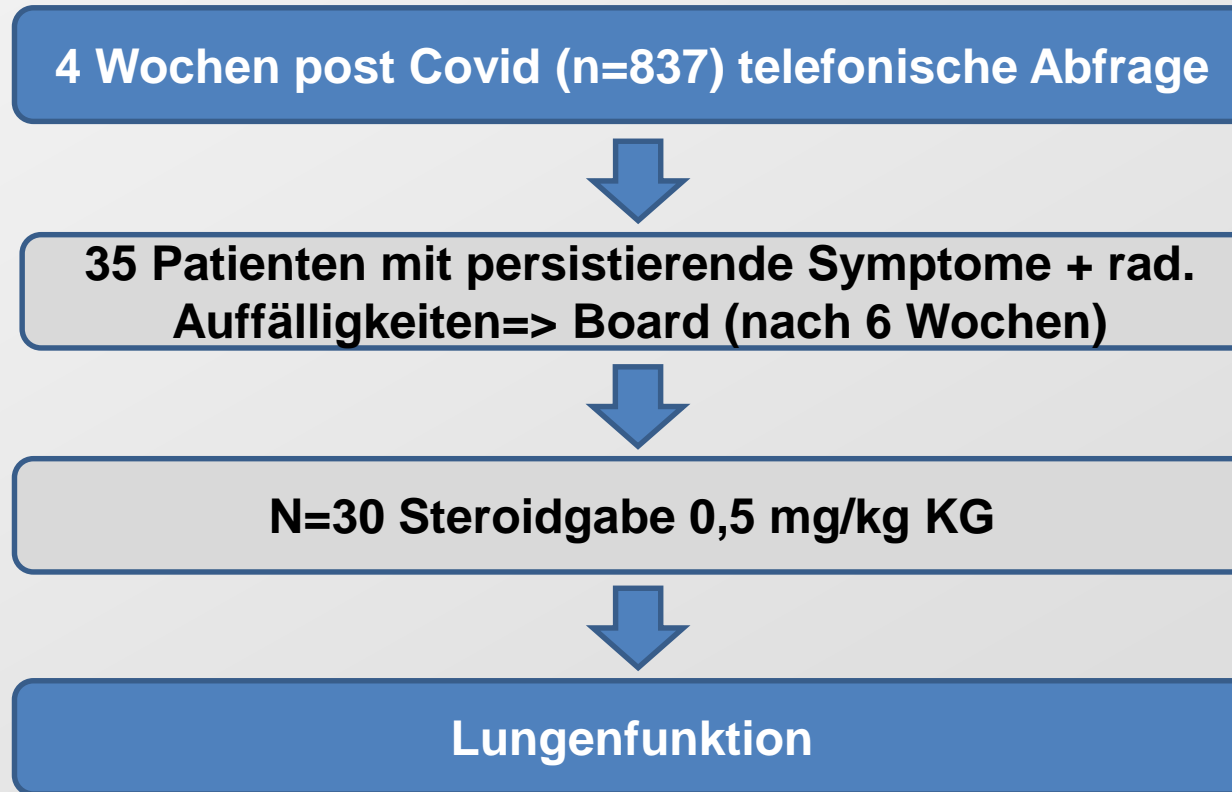 4 Wochen post Covid (n=837) telefonische Abfrage
35 Patienten mit persistierende Symptome + rad.
Auffälligkeiten=> Board (nach 6 Wochen)
N=30 Steroidgabe 0,5 mg/kg KG
Lungenfunktion